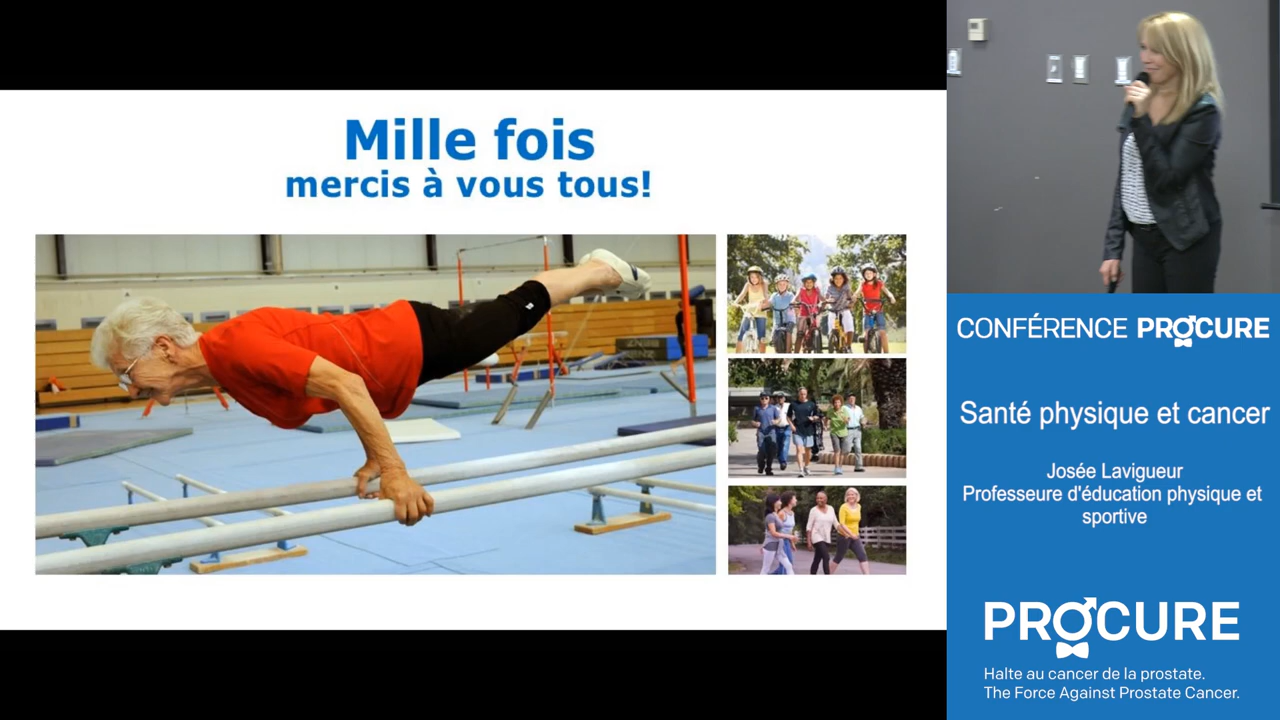 Mille fois
mercis à vous tous!
CONFÉRENCE PROCURE
Santé physique et cancer
Josée Lavigueur
Professeure d'éducation physique et
sportive
PROCURE
Halte au cancer de la prostate.
The Force Against Prostate Cancer.